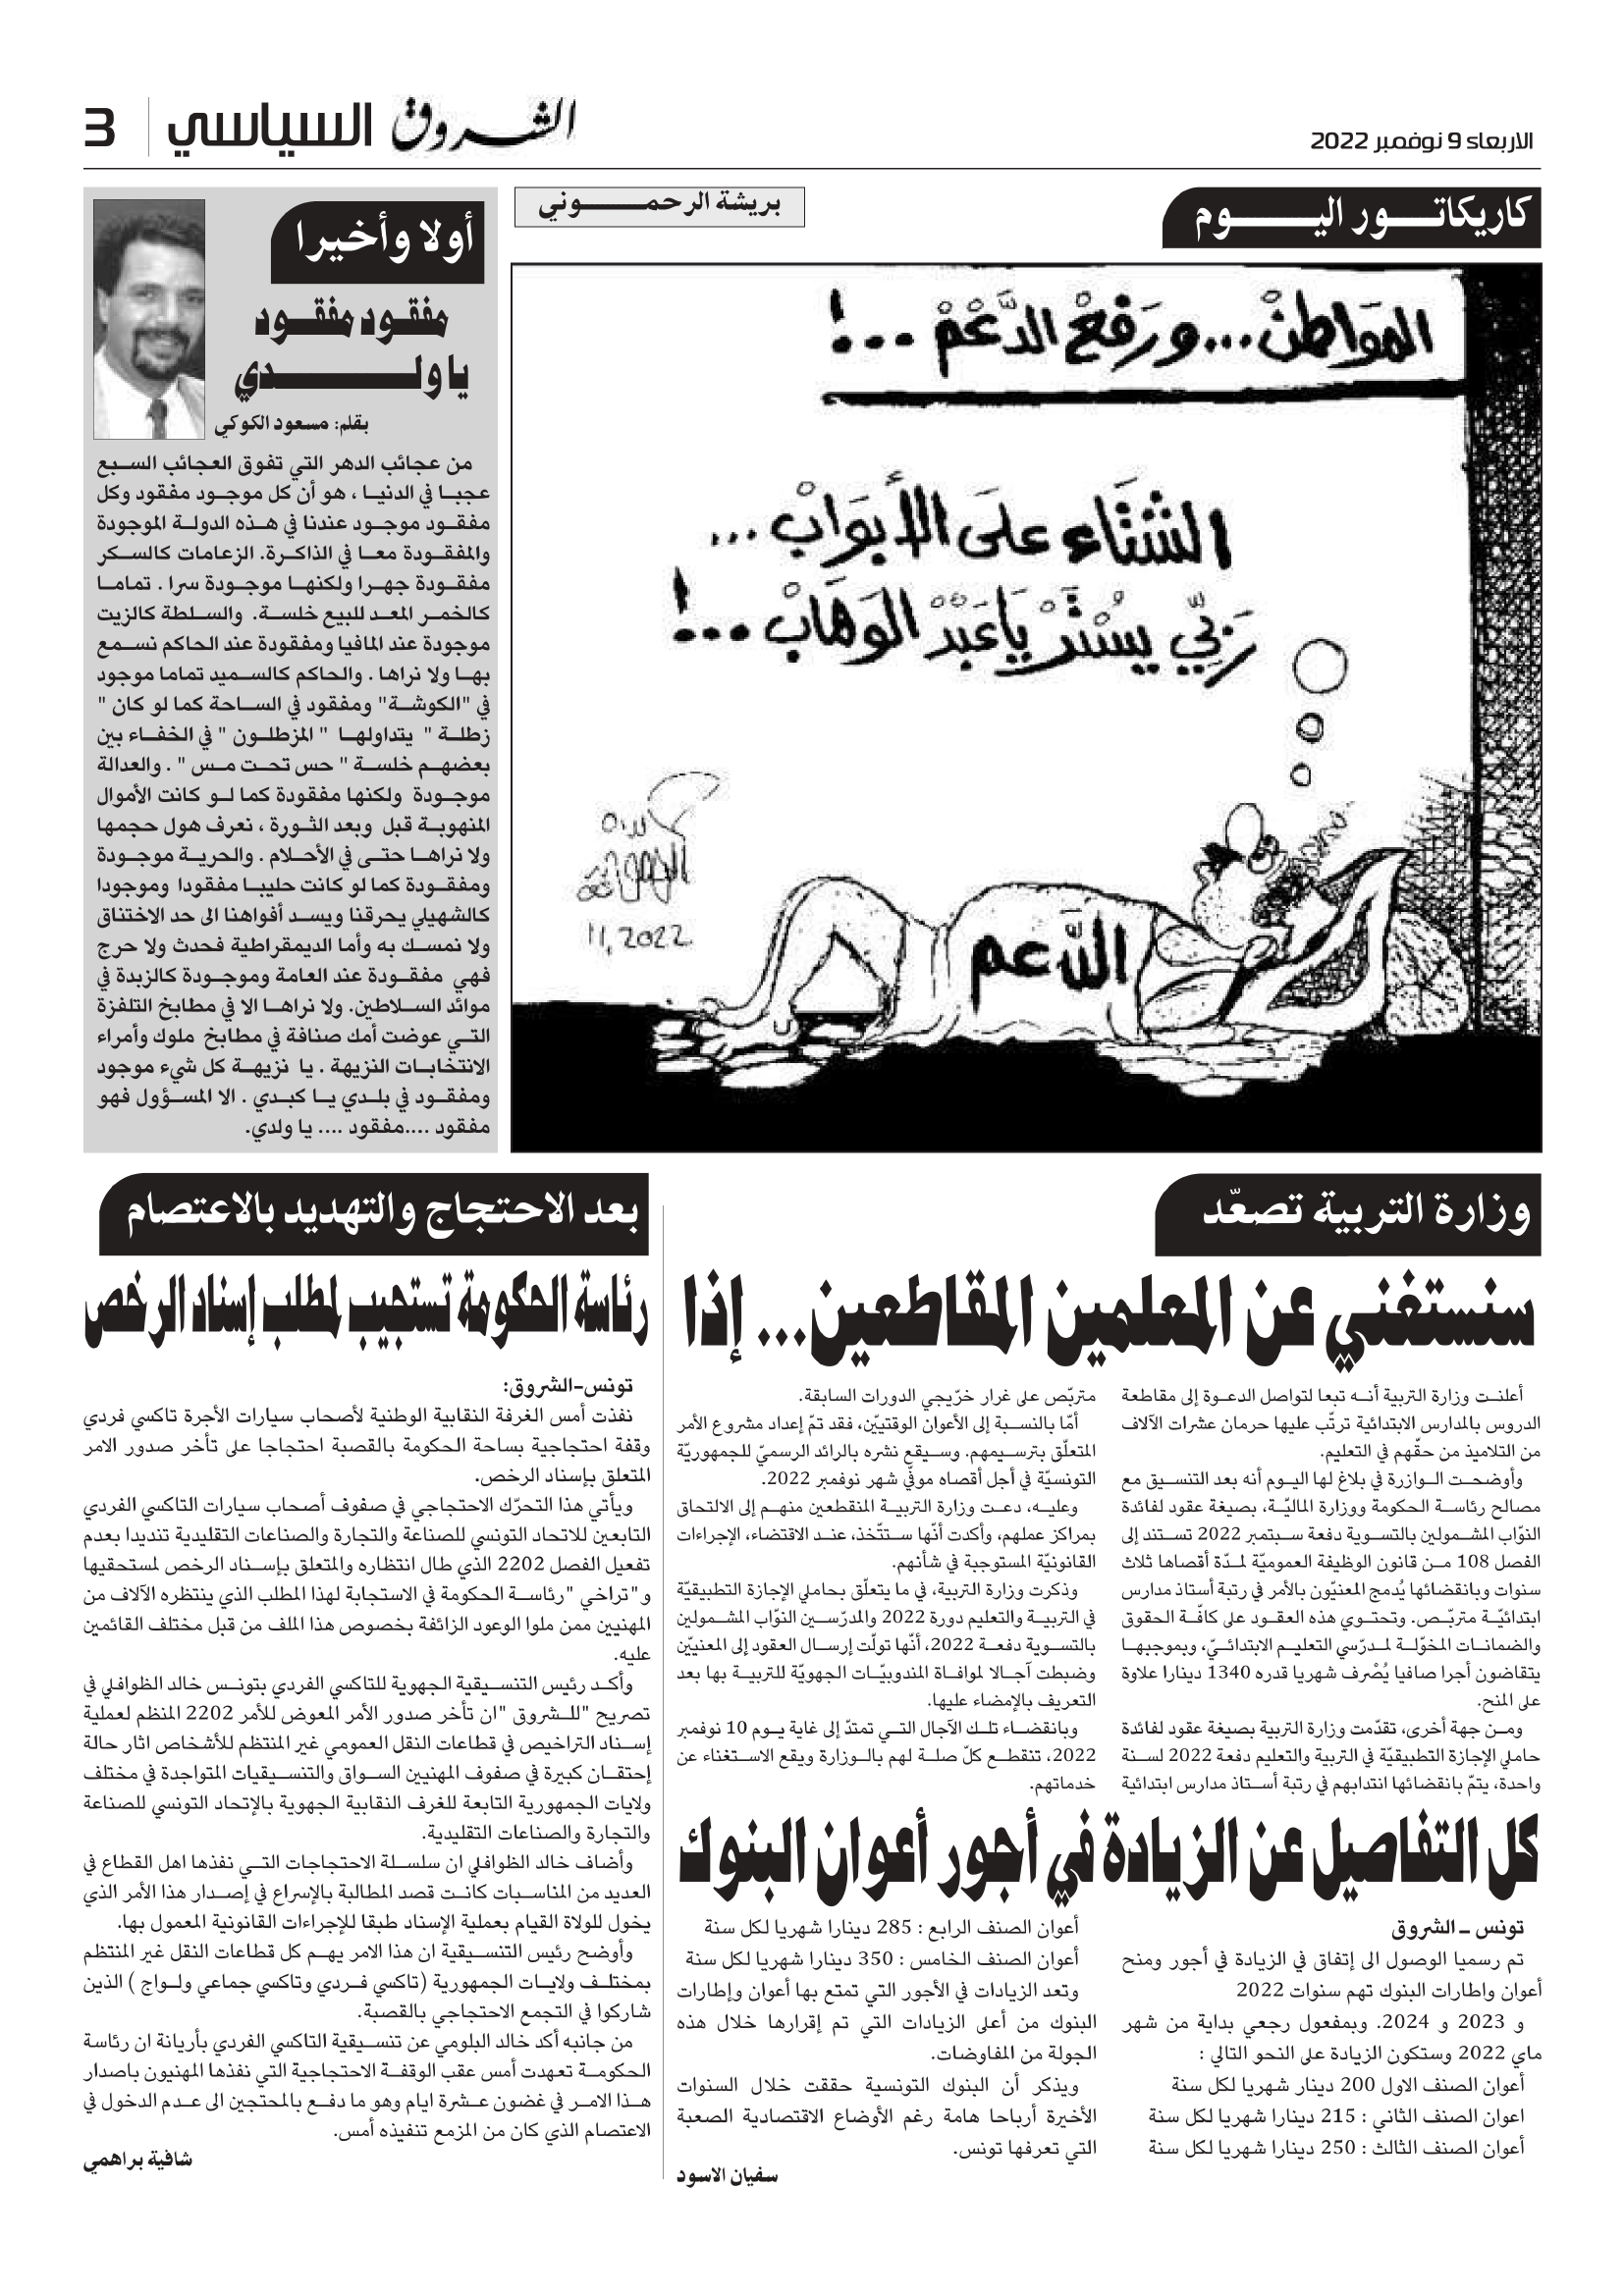 الاربعاء 9 نوفمبر 2022
الشروق السياسي
3
كاريكاتور اليوم
بريشة الرحموني
المَواطنْ...ورَفعْ الدَّعْمْ...!
الشتَاء علىَ الأبوَابْ...
رَبّي يسْتَرْ يَا عَبْدْ الوَهَابْ...!
الدَّعم
11,2022
أولا وأخيرا
مفقود مفقود
يا ولدي
بقلم: مسعود الكوكي
من عجائب الدهر التي تفوق العجائب السبع
عجبا في الدنيا ، هو أن كل موجود مفقود وكل
مفقود موجود عندنا في هذه الدولة الموجودة
والمفقودة معا في الذاكرة. الزعامات كالسكر
مفقودة جهرا ولكنها موجودة سرا . تماما
كالخمر المعد للبيع خلسة. والسلطة كالزيت
موجودة عند المافيا ومفقودة عند الحاكم نسمع
بها ولا نراها . والحاكم كالسميد تماما موجود
في "الكوشة" ومفقود في الساحة كما لو كان "
زطلة " يتداولها " المزطلون " في الخفاء بين
بعضهم خلسة " حس تحت مس " . والعدالة
موجودة ولكنها مفقودة كما لو كانت الأموال
المنهوبة قبل وبعد الثورة ، نعرف هول حجمها
ولا نراها حتى في الأحلام . والحرية موجودة
ومفقودة كما لو كانت حليبا مفقودا وموجودا
كالشهيلي يحرقنا ويسد أفواهنا الى حد الاختناق
ولا نمسك به وأما الديمقراطية فحدث ولا حرج
فهي مفقودة عند العامة وموجودة كالزبدة في
موائد السلاطين. ولا نراها الا في مطابخ التلفزة
التي عوضت أمك صنافة في مطابخ ملوك وأمراء
الانتخابات النزيهة . يا نزيهة كل شيء موجود
ومفقود في بلدي يا كبدي . الا المسؤول فهو
مفقود ....مفقود .... يا ولدي.
وزارة التربية تصعّد
سنستغني عن المعلمين المقاطعين... إذا
أعلنت وزارة التربية أنه تبعا لتواصل الدعوة إلى مقاطعة
الدروس بالمدارس الابتدائية ترتّب عليها حرمان عشرات الآلاف
من التلاميذ من حقّهم في التعليم.
وأوضحت الوازرة في بلاغ لها اليوم أنه بعد التنسيق مع
مصالح رئاسة الحكومة ووزارة الماليّة، بصيغة عقود لفائدة
النوّاب المشمولين بالتسوية دفعة سبتمبر 2022 تستند إلى
الفصل 108 من قانون الوظيفة العموميّة لمدّة أقصاها ثلاث
سنوات وبانقضائها يُدمج المعنيّون بالأمر في رتبة أستاذ مدارس
ابتدائيّة متربّص. وتحتوي هذه العقود على كافّة الحقوق
والضمانات المخوّلة لمدرّسي التعليم الابتدائيّ، وبموجبها
يتقاضون أجرا صافيا يُصْرف شهريا قدره 1340 دينارا علاوة
على المنح.
ومن جهة أخرى، تقدّمت وزارة التربية بصيغة عقود لفائدة
حاملي الإجازة التطبيقيّة في التربية والتعليم دفعة 2022 لسنة
واحدة، يتمّ بانقضائها انتدابهم في رتبة أستاذ مدارس ابتدائية
متربّص على غرار خرّيجي الدورات السابقة.
أمّا بالنسبة إلى الأعوان الوقتيّين، فقد تمّ إعداد مشروع الأمر
المتعلّق بترسيمهم. وسيقع نشره بالرائد الرسميّ للجمهوريّة
التونسيّة في أجل أقصاه موفّي شهر نوفمبر 2022.
وعليه، دعت وزارة التربية المنقطعين منهم إلى الالتحاق
بمراكز عملهم، وأكدت أنّها ستتّخذ، عند الاقتضاء، الإجراءات
القانونيّة المستوجبة في شأنهم.
وذكرت وزارة التربية، في ما يتعلّق بحاملي الإجازة التطبيقيّة
في التربية والتعليم دورة 2022 والمدرّسين النوّاب المشمولين
بالتسوية دفعة 2022، أنّها تولّت إرسال العقود إلى المعنيّين
وضبطت آجالا لموافاة المندوبيّات الجهويّة للتربية بها بعد
التعريف بالإمضاء عليها.
وبانقضاء تلك الآجال التي تمتدّ إلى غاية يوم 10 نوفمبر
2022، تنقطع كلّ صلة لهم بالوزارة ويقع الاستغناء عن
خدماتهم.
كل التفاصيل عن الزيادة في أجور أعوان البنوك
تونس ـ الشروق
تم رسميا الوصول الى إتفاق في الزيادة في أجور ومنح
أعوان واطارات البنوك تهم سنوات 2022
و 2023 و 2024. وبمفعول رجعي بداية من شهر
ماي 2022 وستكون الزيادة على النحو التالي :
أعوان الصنف الاول 200 دينار شهريا لكل سنة
اعوان الصنف الثاني : 215 دينارا شهريا لكل سنة
أعوان الصنف الثالث : 250 دينارا شهريا لكل سنة
أعوان الصنف الرابع : 285 دينارا شهريا لكل سنة
أعوان الصنف الخامس : 350 دينارا شهريا لكل سنة
وتعد الزيادات في الأجور التي تمتع بها أعوان وإطارات
البنوك من أعلى الزيادات التي تم إقرارها خلال هذه
الجولة من المفاوضات.
ويذكر أن البنوك التونسية حققت خلال السنوات
الأخيرة أرباحا هامة رغم الأوضاع الاقتصادية الصعبة
التي تعرفها تونس.
سفيان الاسود
بعد الاحتجاج والتهديد بالاعتصام
رئاسة الحكومة تستجيب لمطلب إسناد الرخص
تونس-الشروق:
نفذت أمس الغرفة النقابية الوطنية لأصحاب سيارات الأجرة تاكسي فردي
وقفة احتجاجية بساحة الحكومة بالقصبة احتجاجا على تأخر صدور الامر
المتعلق بإسناد الرخص.
ويأتي هذا التحرّك الاحتجاجي في صفوف أصحاب سيارات التاكسي الفردي
التابعين للاتحاد التونسي للصناعة والتجارة والصناعات التقليدية تنديدا بعدم
تفعيل الفصل 2202 الذي طال انتظاره والمتعلق بإسناد الرخص لمستحقيها
و"تراخي "رئاسة الحكومة في الاستجابة لهذا المطلب الذي ينتظره الآلاف من
المهنيين ممن ملوا الوعود الزائفة بخصوص هذا الملف من قبل مختلف القائمين
عليه.
وأكد رئيس التنسيقية الجهوية للتاكسي الفردي بتونس خالد الظوافلي في
تصريح "للشروق "ان تأخر صدور الأمر المعوض للأمر 2202 المنظم لعملية
إسناد التراخيص في قطاعات النقل العمومي غير المنتظم للأشخاص اثار حالة
إحتقان كبيرة في صفوف المهنيين السواق والتنسيقيات المتواجدة في مختلف
ولايات الجمهورية التابعة للغرف النقابية الجهوية بالإتحاد التونسي للصناعة
والتجارة والصناعات التقليدية.
وأضاف خالد الظوافلي ان سلسلة الاحتجاجات التي نفذها اهل القطاع في
العديد من المناسبات كانت قصد المطالبة بالإسراع في إصدار هذا الأمر الذي
يخول للولاة القيام بعملية الإسناد طبقا للإجراءات القانونية المعمول بها.
وأوضح رئيس التنسيقية ان هذا الامر يهم كل قطاعات النقل غير المنتظم
بمختلف ولايات الجمهورية (تاكسي فردي وتاكسي جماعي ولواج ) الذين
شاركوا في التجمع الاحتجاجي بالقصبة.
من جانبه أكد خالد البلومي عن تنسيقية التاكسي الفردي بأريانة ان رئاسة
الحكومة تعهدت أمس عقب الوقفة الاحتجاجية التي نفذها المهنيون باصدار
هذا الامر في غضون عشرة ايام وهو ما دفع بالمحتجين الى عدم الدخول في
الاعتصام الذي كان من المزمع تنفيذه أمس.
شافية براهمي